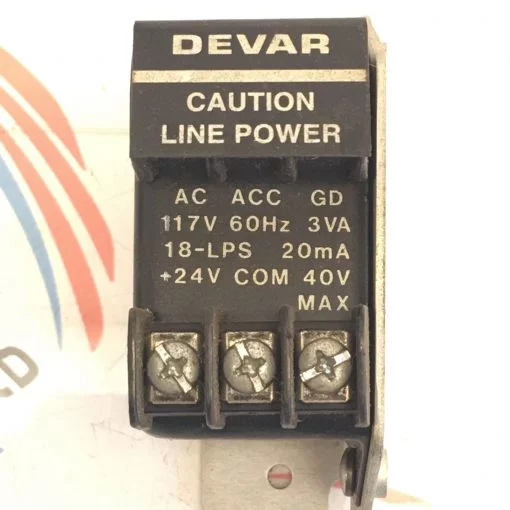 DEVAR
CAUTION
LINE POWER
AC ACC GD
117V 60Hz 3VA
18-LPS 20mA
+24V COM 40V
MAX